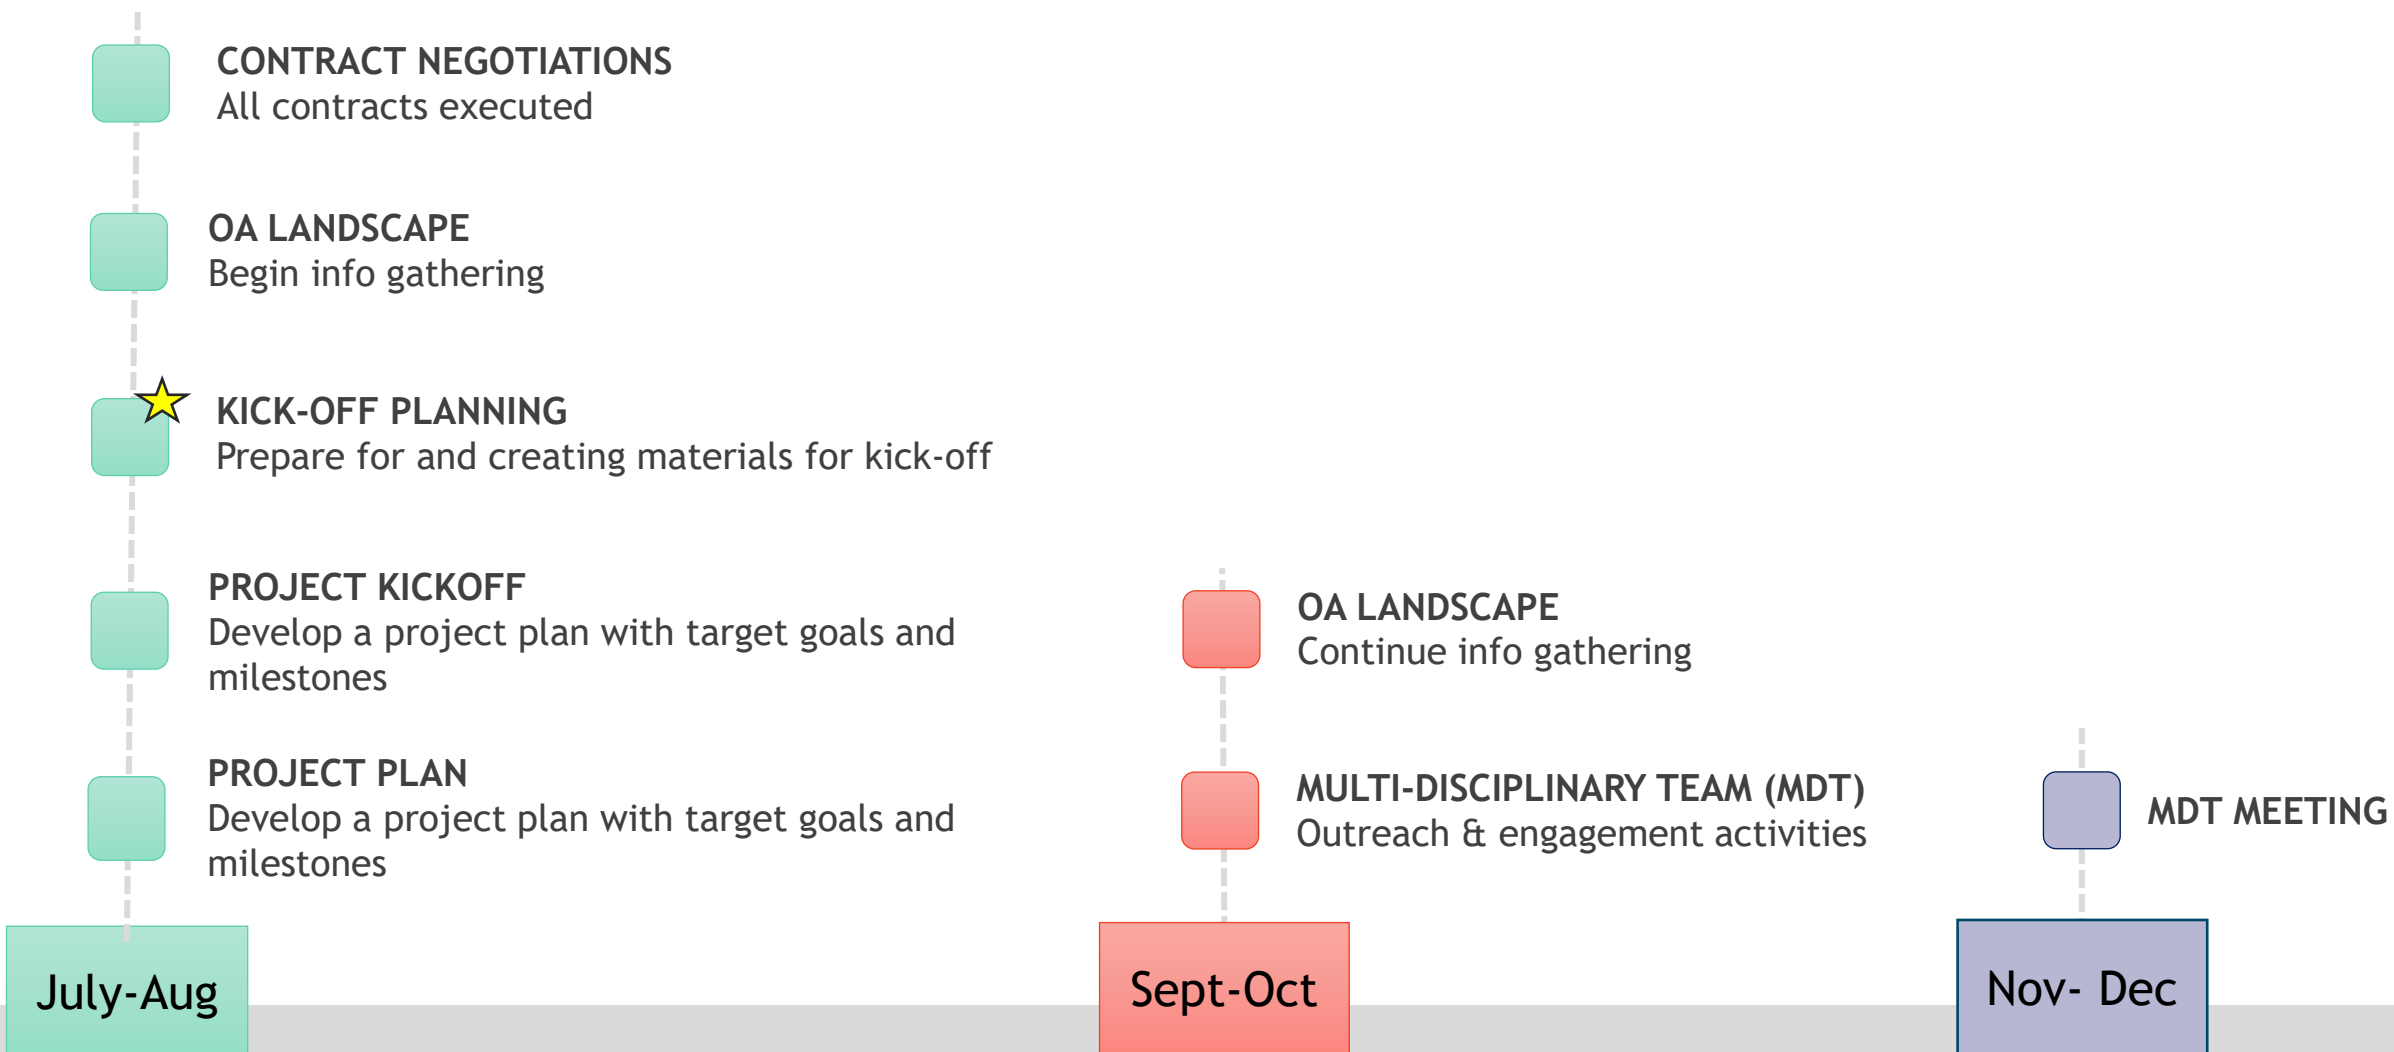 CONTRACT NEGOTIATIONS
All contracts executed
OA LANDSCAPE
Begin info gathering
KICK-OFF PLANNING
Prepare for and creating materials for kick-off
PROJECT KICKOFF
Develop a project plan with target goals and
milestones
PROJECT PLAN
Develop a project plan with target goals and
milestones
July-Aug
OA LANDSCAPE
Continue info gathering
MULTI-DISCIPLINARY TEAM (MDT)
Outreach & engagement activities
Sept-Oct
MDT MEETING
Nov- Dec